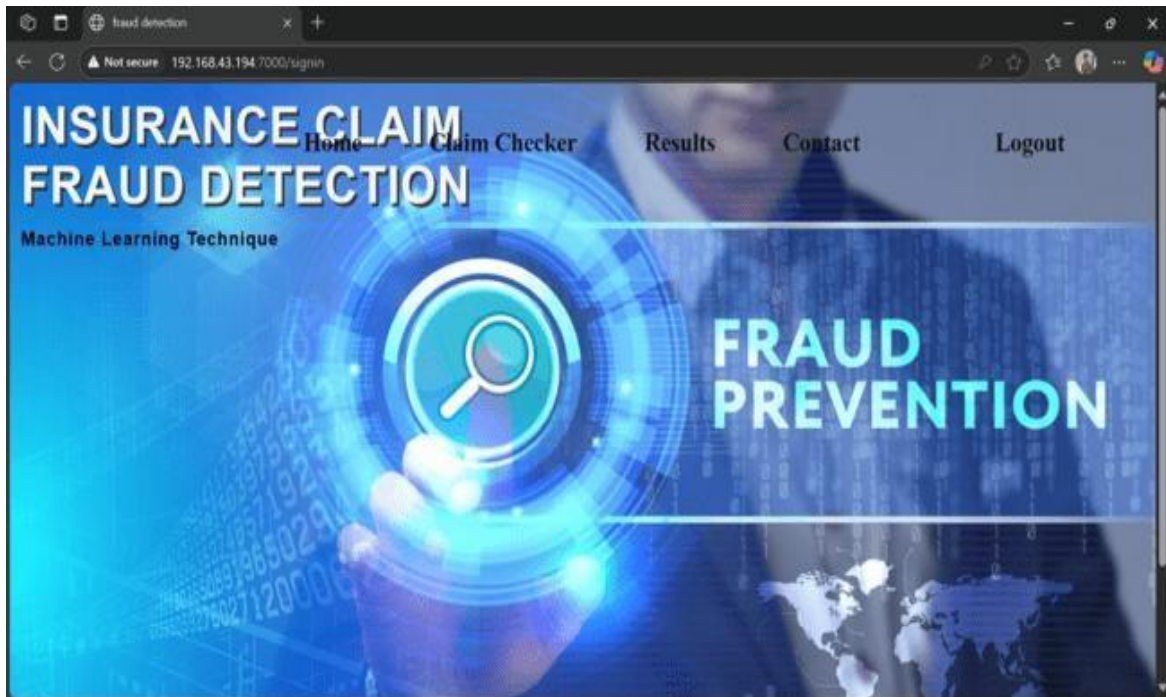 fraud detection
Not secure 192.168.43.194:7000/signin
INSURANCE CLAIM
FRAUD DETECTION
Home Claim Checker Results Contact Logout
Machine Learning Technique
FRAUD
PREVENTION